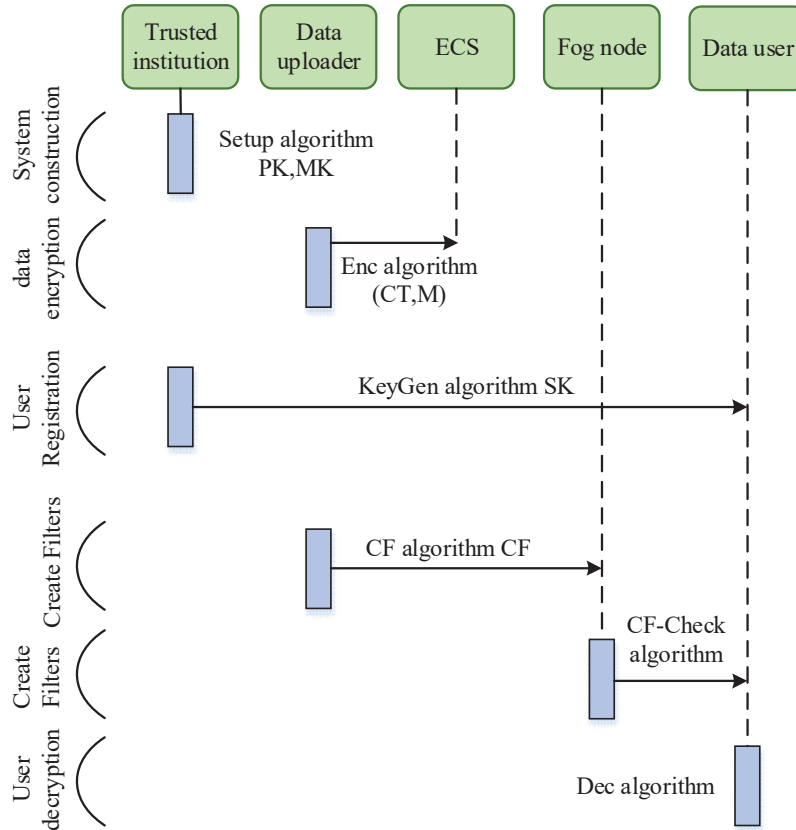 Trusted
institution
Data
uploader
ECS
Fog node
Data user
System
construction
Setup algorithm
PK,MK
data
encryption
Enc algorithm
(CT,M)
User
Registration
KeyGen algorithm SK
Create Filters
CF algorithm CF
Create
Filters
CF-Check
algorithm
User
decryption
Dec algorithm